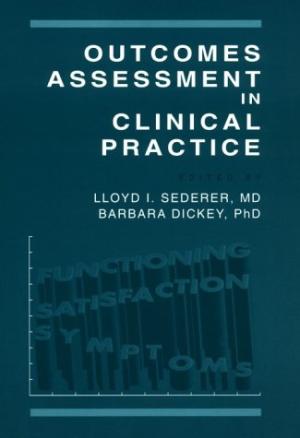 OUTCOMES
ASSESSMENT
IN
CLINICAL
PRACTICE
EDITED BY
LLOYD I. SEDERER, MD
BARBARA DICKEY, PhD
FUNCTIONING
SATISFACTION
SYMPTOMS